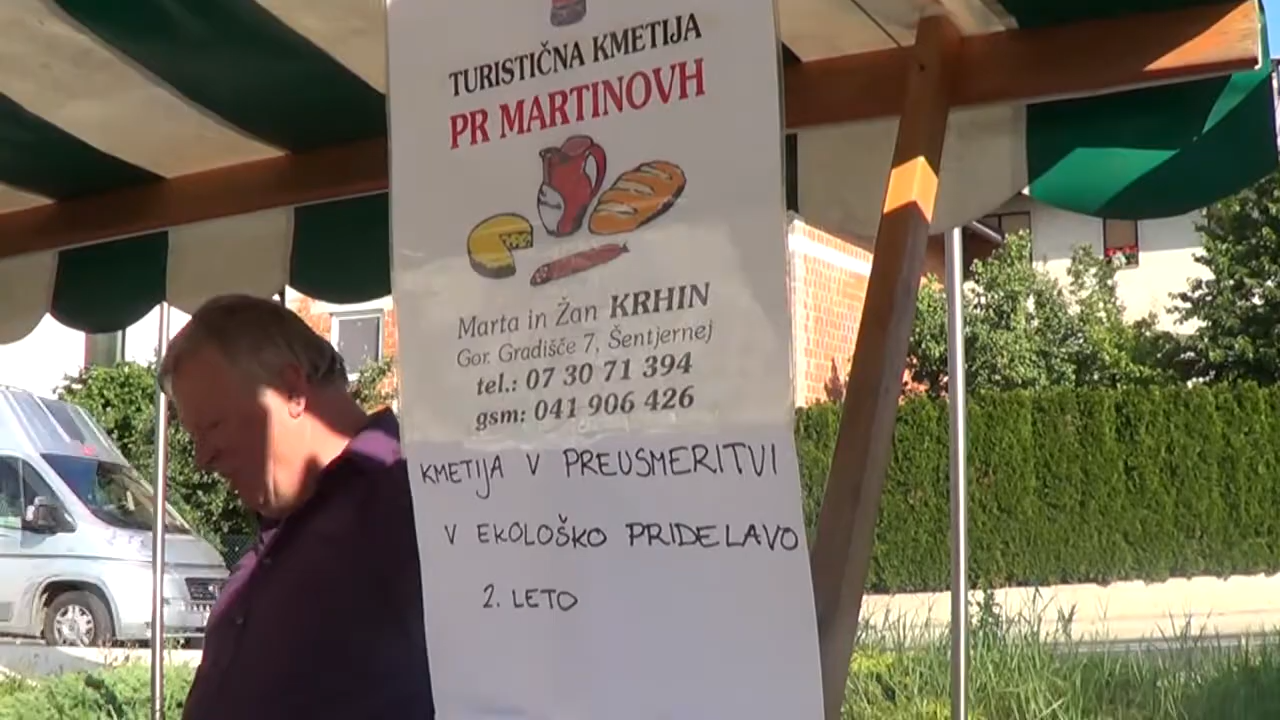 TURISTIČNA KMETIJA
PR MARTINOVH
Marta in Žan KRHIN
Gor. Gradišče 7, Šentjernej
tel.: 07 30 71 394
gsm: 041 906 426
KMETIJA V PREUSMERITVI
V EKOLOŠKO PRIDELAVO
2. LETO